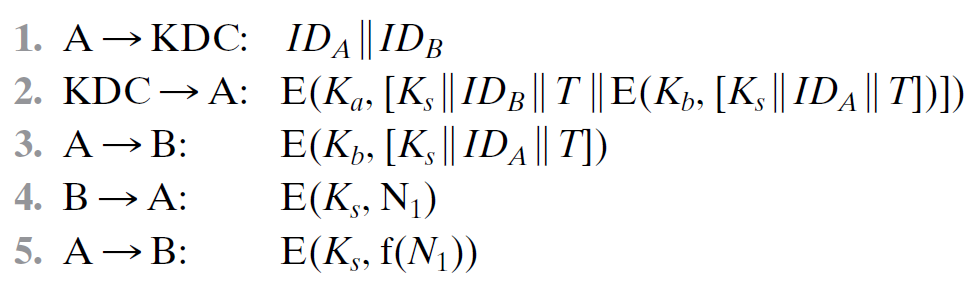 1. A → KDC: ID_A || ID_B
2. KDC → A: E(K_a, [K_s || ID_B || T || E(K_b, [K_s || ID_A || T])])
3. A → B: E(K_b, [K_s || ID_A || T])
4. B → A: E(K_s, N_1)
5. A → B: E(K_s, f(N_1))